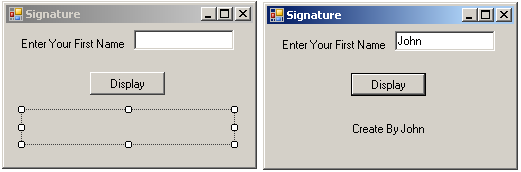 Signature
Enter Your First Name
Display
Signature
Enter Your First Name John
Display
Create By John